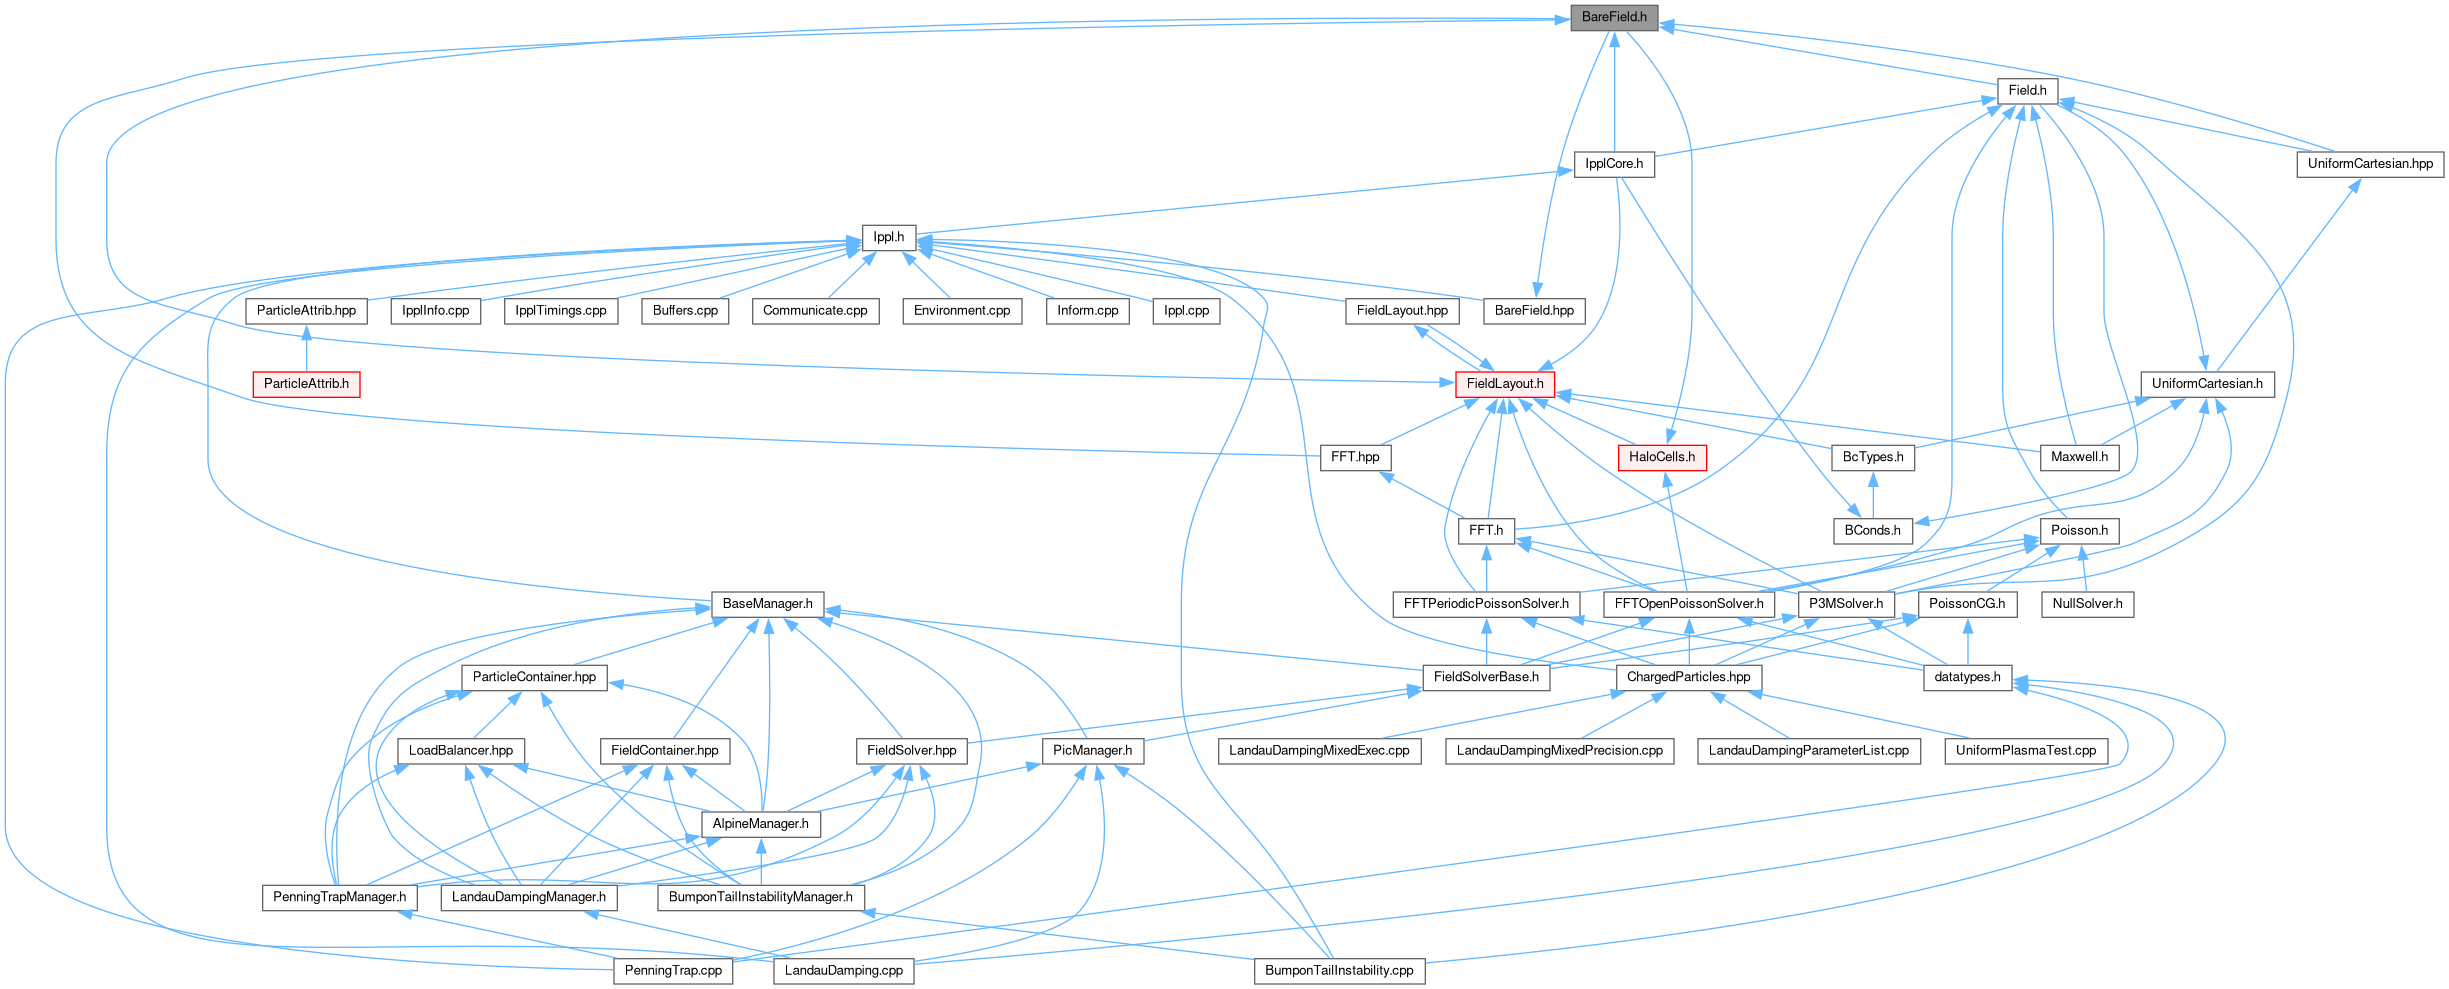 BareField.h
Field.h
IpplCore.h
UniformCartesian.hpp
Ippl.h
ParticleAttrib.hpp
IpplInfo.cpp
IpplTimings.cpp
Buffers.cpp
Communicate.cpp
Environment.cpp
Inform.cpp
Ippl.cpp
FieldLayout.hpp
BareField.hpp
ParticleAttrib.h
FieldLayout.h
UniformCartesian.h
FFT.hpp
HaloCells.h
BcTypes.h
Maxwell.h
FFT.h
BConds.h
Poisson.h
BaseManager.h
FFTPeriodicPoissonSolver.h
FFTOpenPoissonSolver.h
P3MSolver.h
PoissonCG.h
NullSolver.h
ParticleContainer.hpp
FieldSolverBase.h
ChargedParticles.hpp
datatypes.h
LoadBalancer.hpp
FieldContainer.hpp
FieldSolver.hpp
PicManager.h
LandauDampingMixedExec.cpp
LandauDampingMixedPrecision.cpp
LandauDampingParameterList.cpp
UniformPlasmaTest.cpp
AlpineManager.h
PenningTrapManager.h
LandauDampingManager.h
BumponTailInstabilityManager.h
PenningTrap.cpp
LandauDamping.cpp
BumponTailInstability.cpp